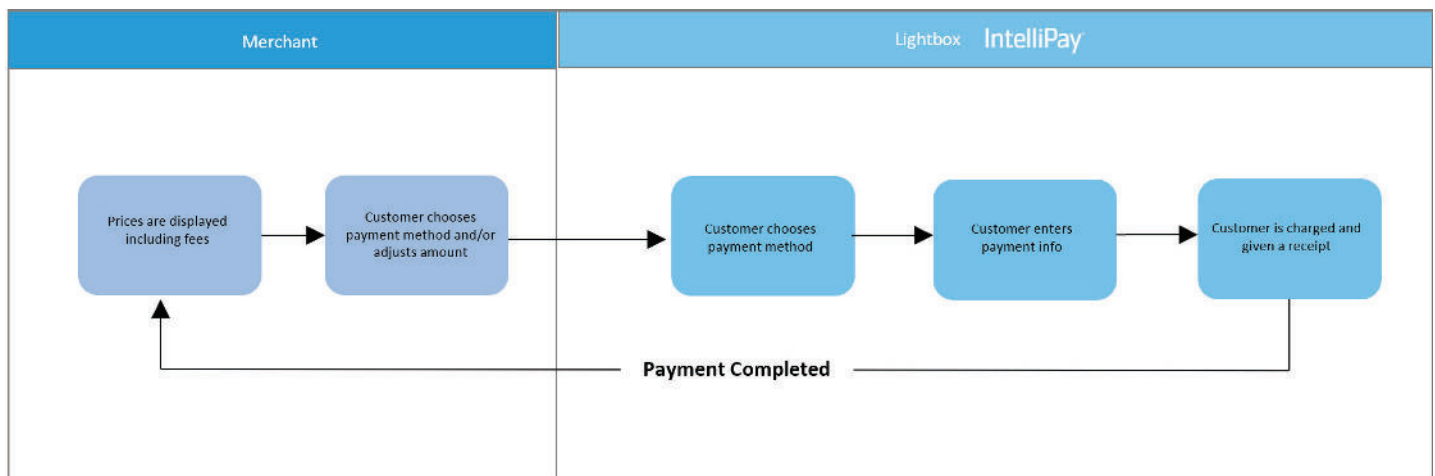 Merchant
Lightbox IntelliPay
Prices are displayed
including fees
Customer chooses
payment method and/or
adjusts amount
Customer chooses
payment method
Customer enters
payment info
Customer is charged and
given a receipt
Payment Completed